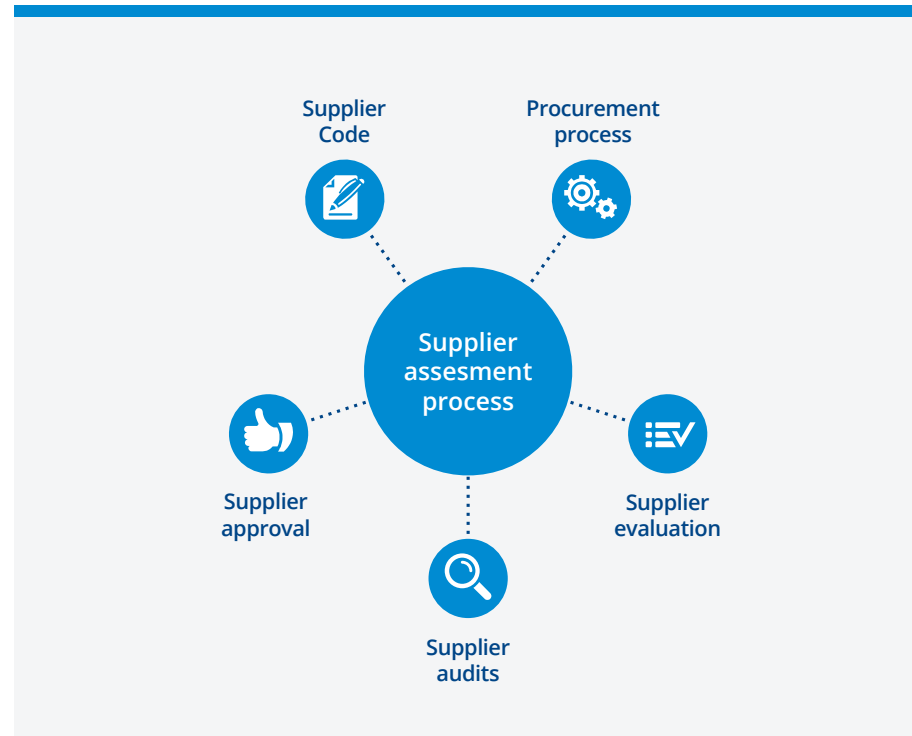 Supplier
Code
Procurement
process
Supplier
assesment
process
Supplier
approval
Supplier
evaluation
Supplier
audits